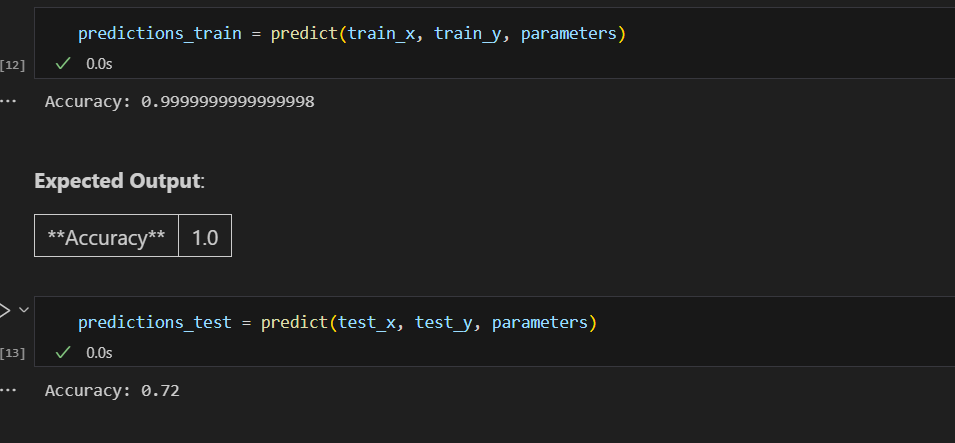 predictions_train = predict(train_x, train_y, parameters)
[12]
0.0s
Accuracy: 0.9999999999999998
Expected Output:
**Accuracy** 1.0
predictions_test = predict(test_x, test_y, parameters)
[13]
0.0s
Accuracy: 0.72